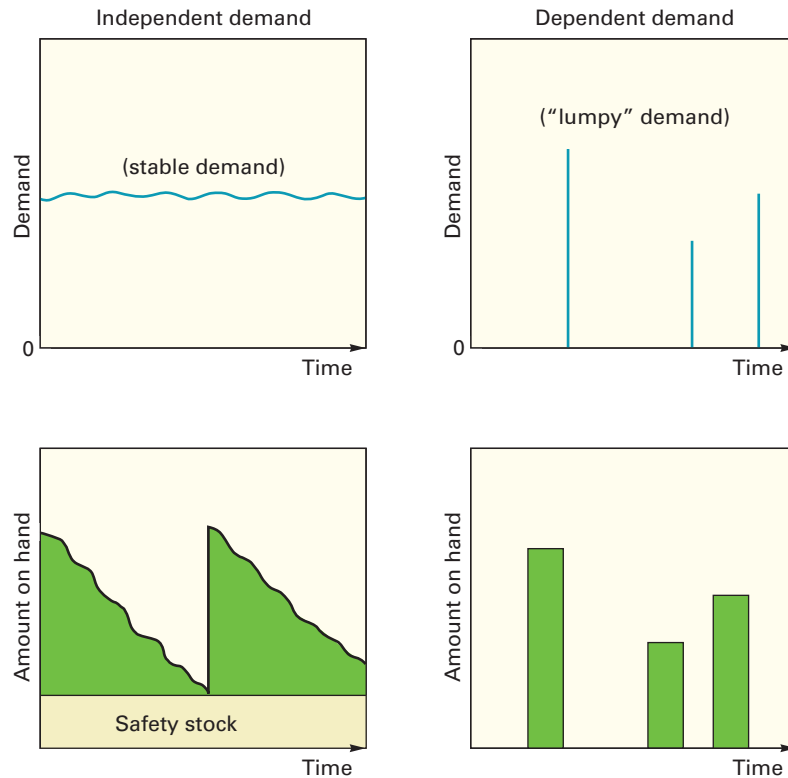 Independent demand
Dependent demand
Demand
(stable demand)
0
Time
Demand
("lumpy" demand)
0
Time
Amount on hand
Safety stock
Time
Amount on hand
Time